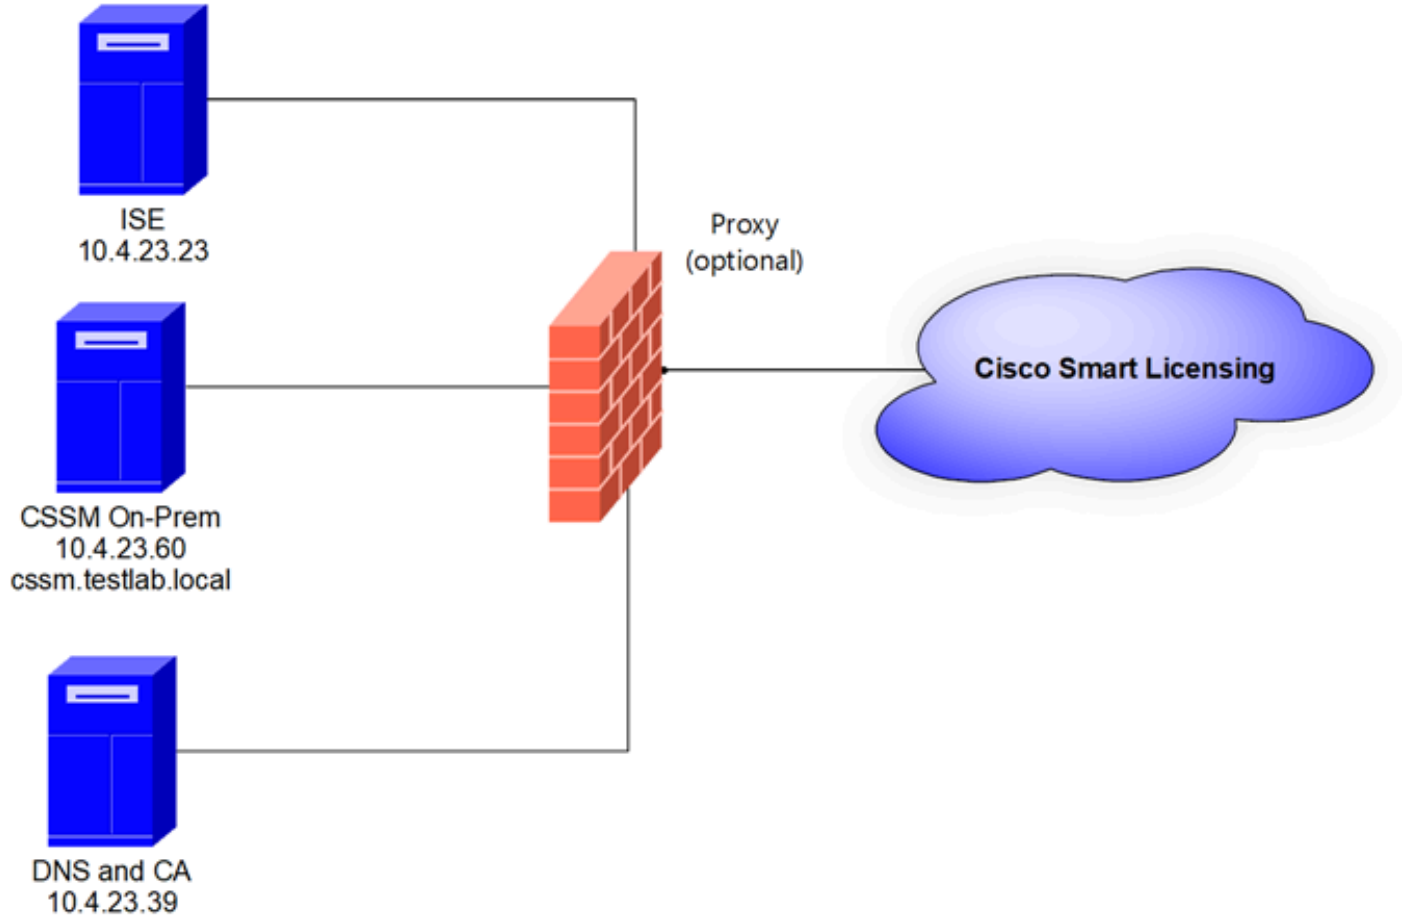 ISE
10.4.23.23
Proxy
(optional)
Cisco Smart Licensing
CSSM On-Prem
10.4.23.60
cssm.testlab.local
DNS and CA
10.4.23.39